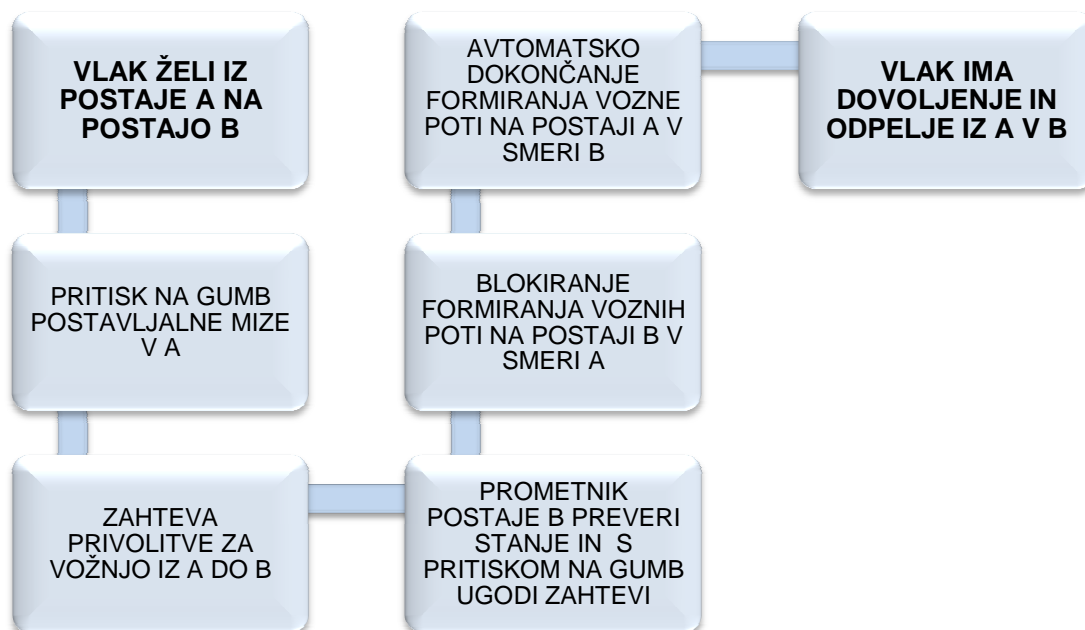 VLAK ŽELI IZ
POSTAJE A NA
POSTAJO B
PRITISK NA GUMB
POSTAVLJALNE MIZE
V A
ZAHTEVA
PRIVOLITVE ZA
VOŽNJO IZ A DO B
PROMETNIK
POSTAJE B PREVERI
STANJE IN S
PRITISKOM NA GUMB
UGODI ZAHTEVI
BLOKIRANJE
FORMIRANJA VOZNIH
POTI NA POSTAJI B V
SMERI A
AVTOMATSKO
DOKONČANJE
FORMIRANJA VOZNE
POTI NA POSTAJI A V
SMERI B
VLAK IMA
DOVOLJENJE IN
ODPELJE IZ A V B